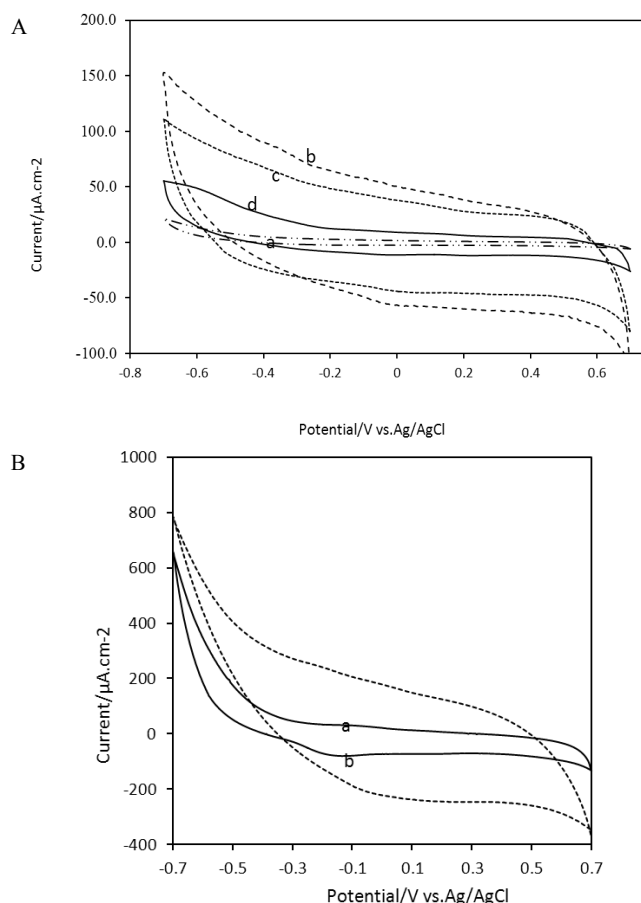 A
200.0
150.0
100.0
50.0
0.0
-50.0
-100.0
Current/µA.cm-2
b
c
d
a
-0.8 -0.6 -0.4 -0.2 0 0.2 0.4 0.6
Potential/V vs.Ag/AgCl
B
1000
800
600
400
200
0
-200
-400
Current/µA.cm-2
a
b
-0.7 -0.5 -0.3 -0.1 0.1 0.3 0.5 0.7
Potential/V vs.Ag/AgCl